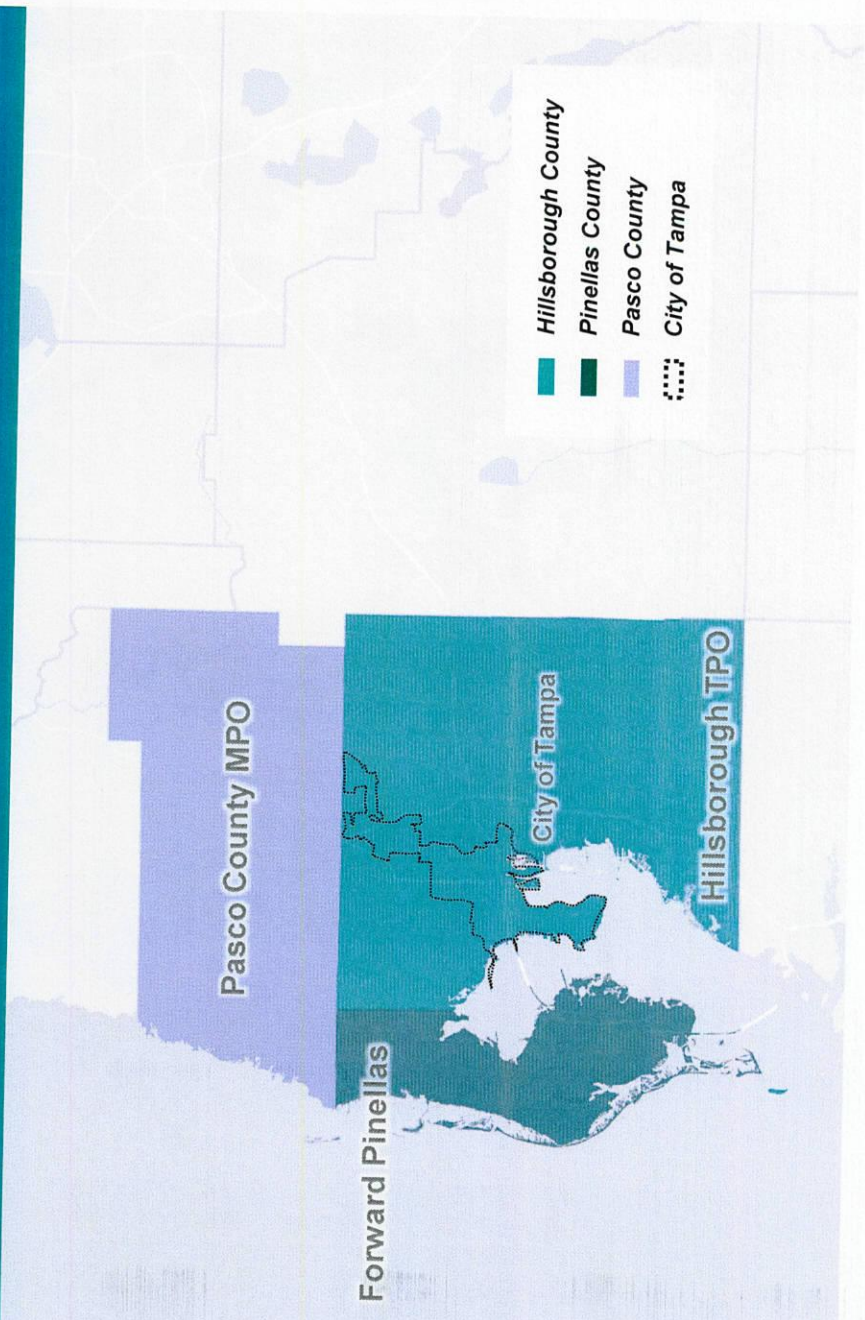 Pasco County MPO
Forward Pinellas
City of Tampa
Hillsborough TPO
Hillsborough County
Pinellas County
Pasco County
City of Tampa